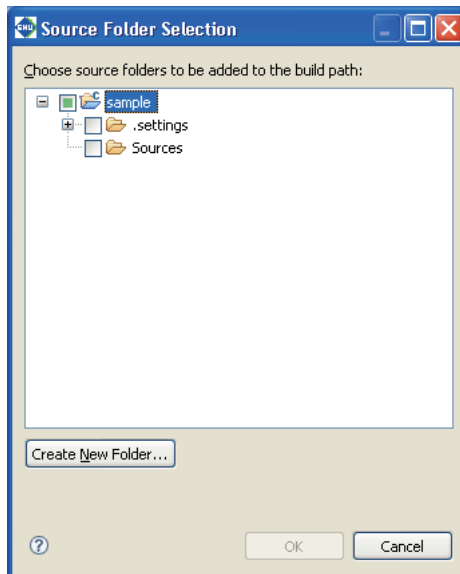 GNU Source Folder Selection
Choose source folders to be added to the build path:
C sample
.settings
Sources
Create New Folder...
? OK Cancel